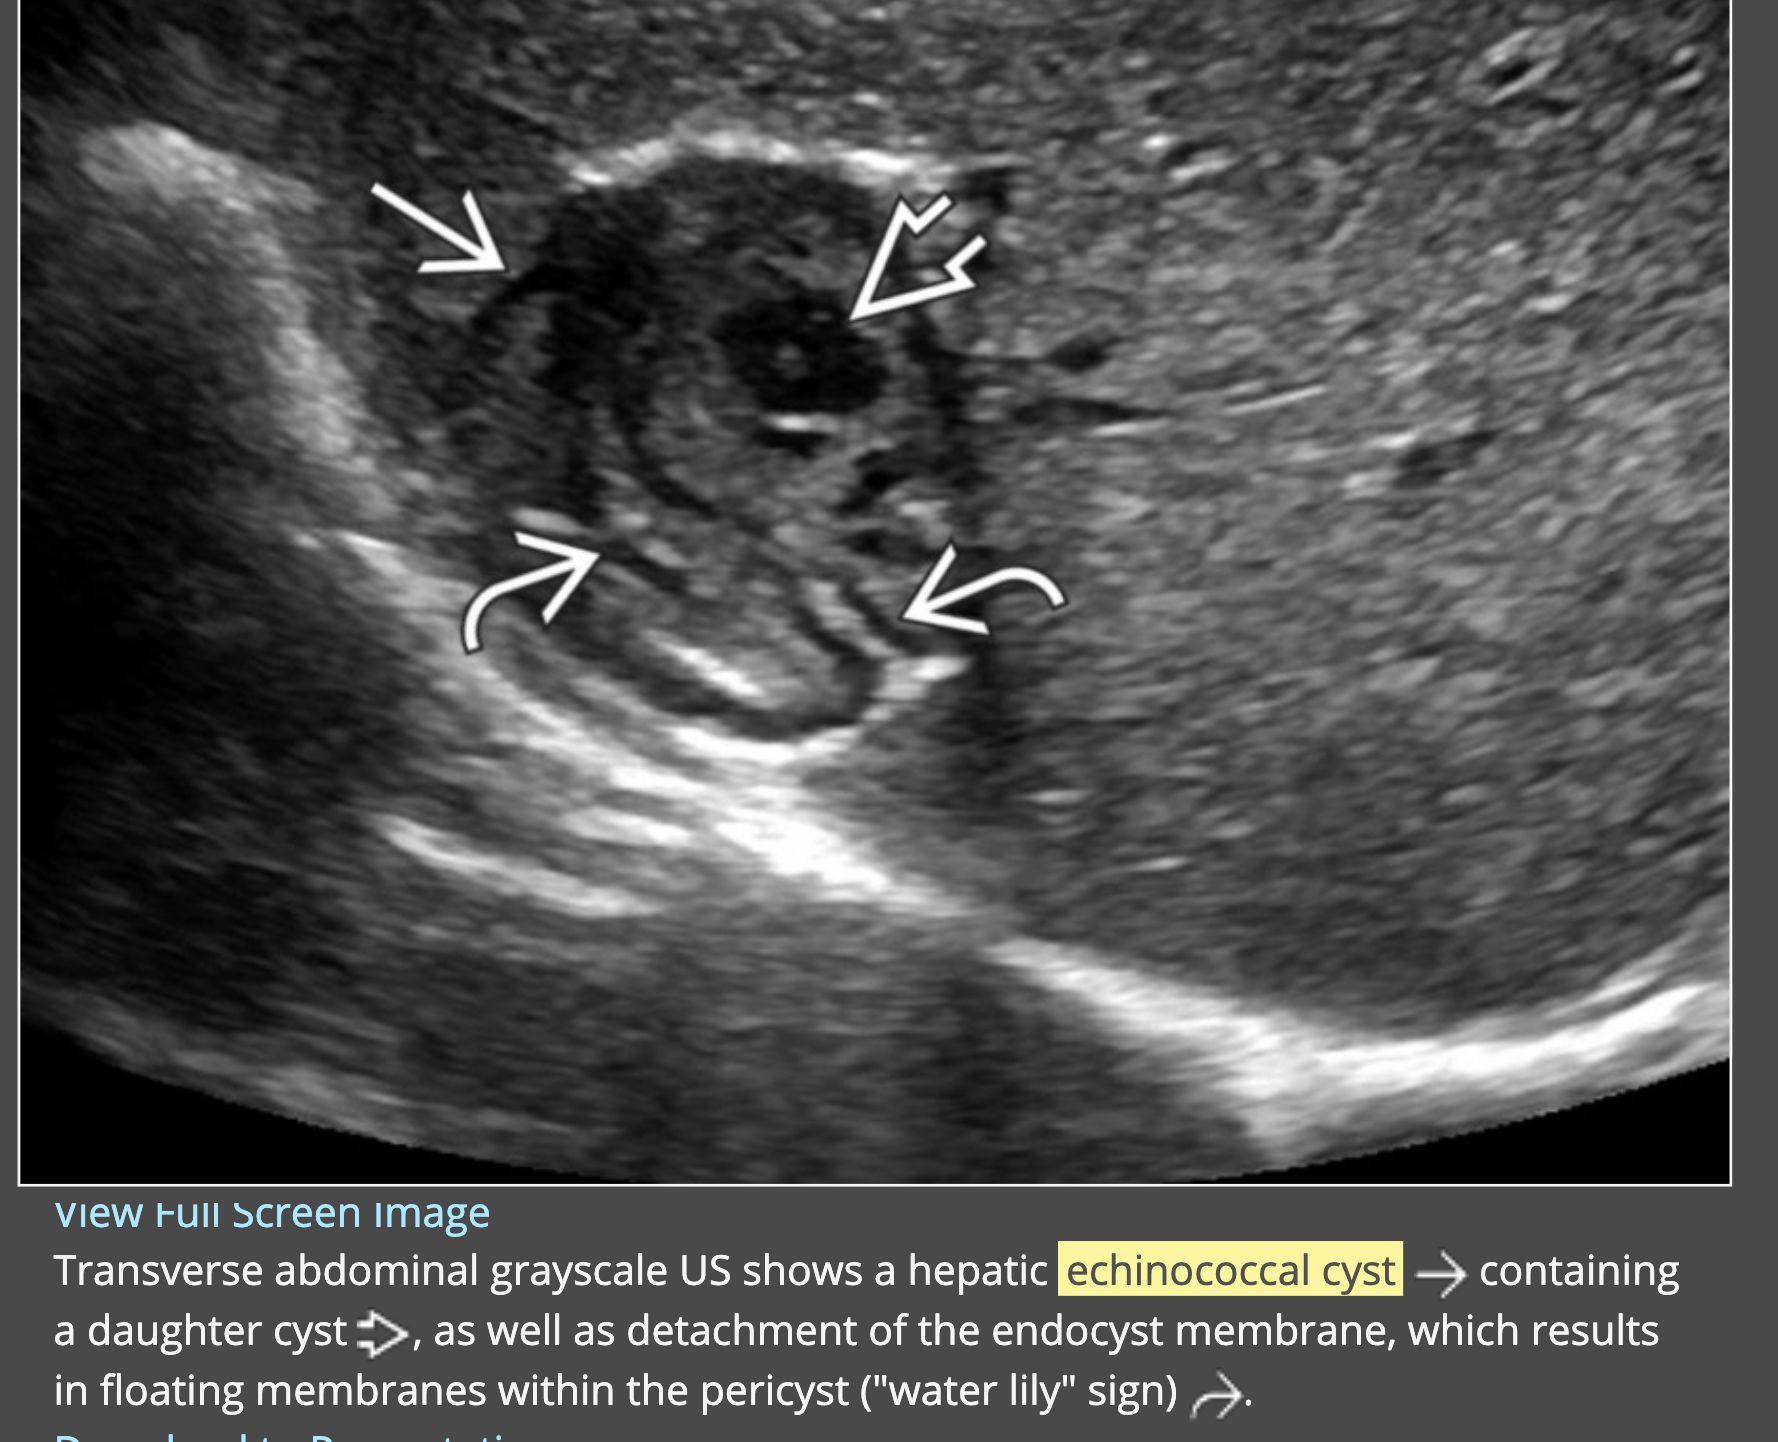 View Full Screen Image
Transverse abdominal grayscale US shows a hepatic echinococcal cyst → containing
a daughter cyst ⇨, as well as detachment of the endocyst membrane, which results
in floating membranes within the pericyst ("water lily" sign) ↷.